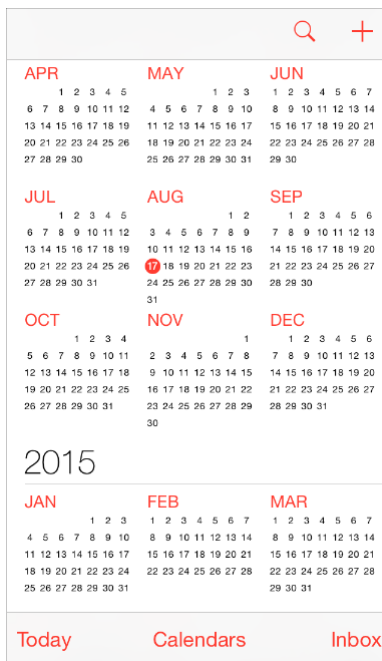 APR MAY JUN
1 2 3 4 5 1 2 3 1 2 3 4 5 6 7
6 7 8 9 10 11 12 4 5 6 7 8 9 10 8 9 10 11 12 13 14
13 14 15 16 17 18 19 11 12 13 14 15 16 17 15 16 17 18 19 20 21
20 21 22 23 24 25 26 18 19 20 21 22 23 24 22 23 24 25 26 27 28
27 28 29 30 25 26 27 28 29 30 31 29 30
JUL AUG SEP
1 2 3 4 5 1 2 1 2 3 4 5 6
6 7 8 9 10 11 12 3 4 5 6 7 8 9 7 8 9 10 11 12 13
13 14 15 16 17 18 19 10 11 12 13 14 15 16 14 15 16 17 18 19 20
20 21 22 23 24 25 26 17 18 19 20 21 22 23 21 22 23 24 25 26 27
27 28 29 30 31 24 25 26 27 28 29 30 28 29 30
31
OCT NOV DEC
1 2 3 4 1 1 2 3 4 5 6
5 6 7 8 9 10 11 2 3 4 5 6 7 8 7 8 9 10 11 12 13
12 13 14 15 16 17 18 9 10 11 12 13 14 15 14 15 16 17 18 19 20
19 20 21 22 23 24 25 16 17 18 19 20 21 22 21 22 23 24 25 26 27
26 27 28 29 30 31 23 24 25 26 27 28 29 28 29 30 31
30
2015
JAN FEB MAR
1 2 3 1 2 3 4 5 6 7 1 2 3 4 5 6 7
4 5 6 7 8 9 10 8 9 10 11 12 13 14 8 9 10 11 12 13 14
11 12 13 14 15 16 17 15 16 17 18 19 20 21 15 16 17 18 19 20 21
18 19 20 21 22 23 24 22 23 24 25 26 27 28 22 23 24 25 26 27 28
25 26 27 28 29 30 31 29 30 31
Today Calendars Inbox